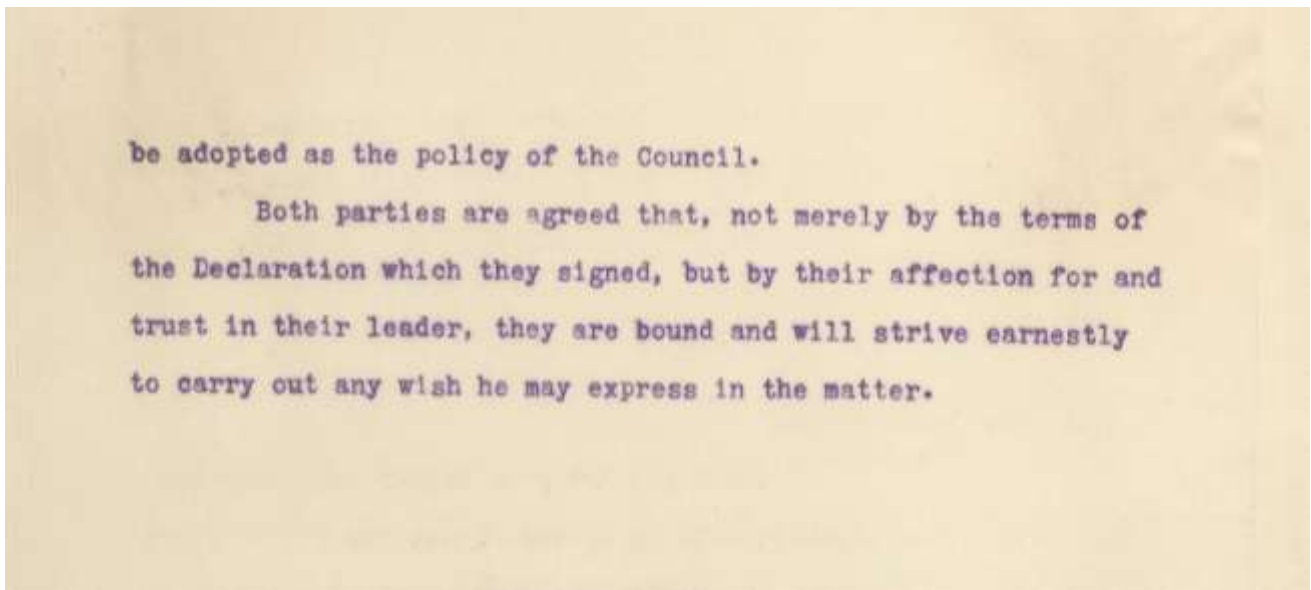 be adopted as the policy of the Council.
Both parties are agreed that, not merely by the terms of
the Declaration which they signed, but by their affection for and
trust in their leader, they are bound and will strive earnestly
to carry out any wish he may express in the matter.